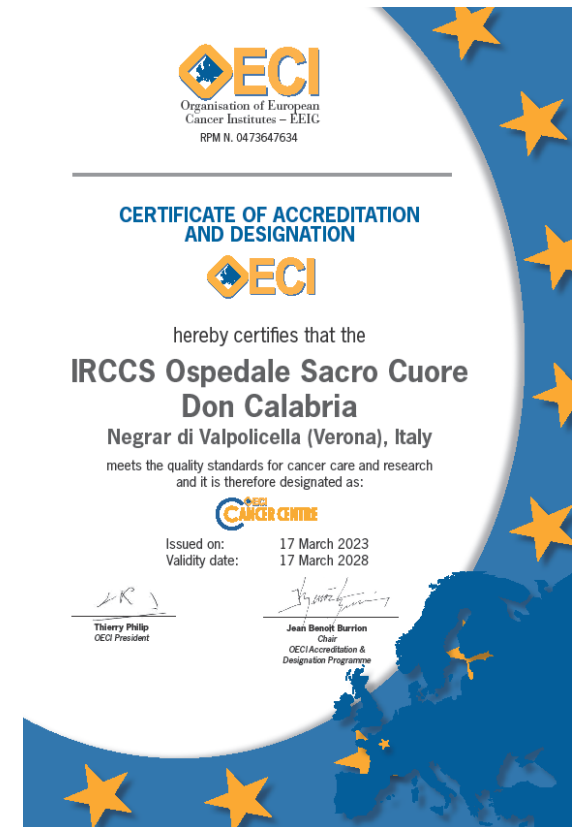 OECI
Organisation of European
Cancer Institutes – EEIG
RPM N. 0473647634
CERTIFICATE OF ACCREDITATION
AND DESIGNATION
OECI
hereby certifies that the
IRCCS Ospedale Sacro Cuore
Don Calabria
Negrar di Valpolicella (Verona), Italy
meets the quality standards for cancer care and research
and it is therefore designated as:
OECI
CANCER CENTRE
Issued on: 17 March 2023
Validity date: 17 March 2028
Thierry Philip
OECI President
Jean Benoit Burrion
Chair
OECI Accreditation &
Designation Programme